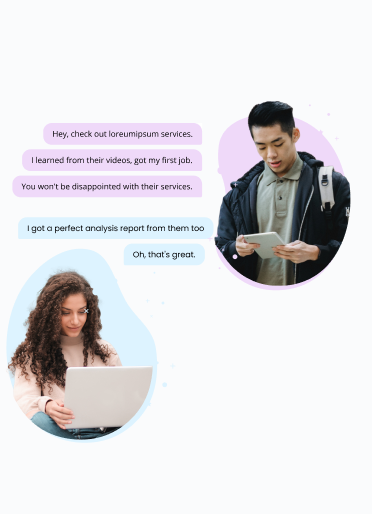 Hey, check out loreumipsum services.
I learned from their videos, got my first job.
You won't be disappointed with their services.
I got a perfect analysis report from them too
Oh, that's great.